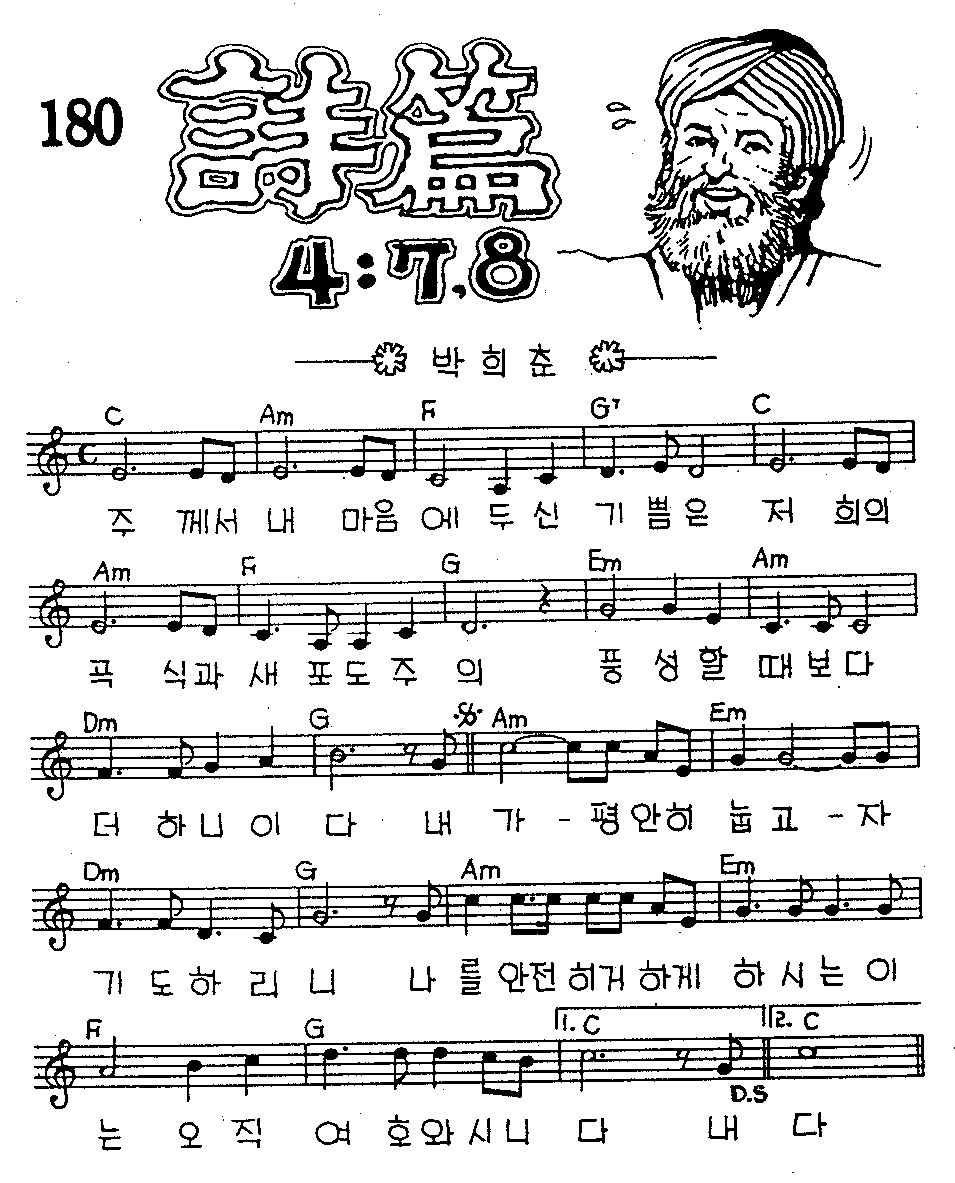 180
詩篇
4:7,8
박희춘
C Am F G7 C
주 께서 내 마음에 두신 기쁨은 저 희의
Am F G Em Am
곡 식과 새 포도주 의 풍 성할 때보다
Dm G Am Em
더 하니이 다 내 가 - 평안히 눕고 - 자
Dm G Am Em
기 도하 리 니 나 를 안전히거하게 하 시는 이
F G 1. C 2. C
D.S
는 오 직 여 호와시니 다 내 다